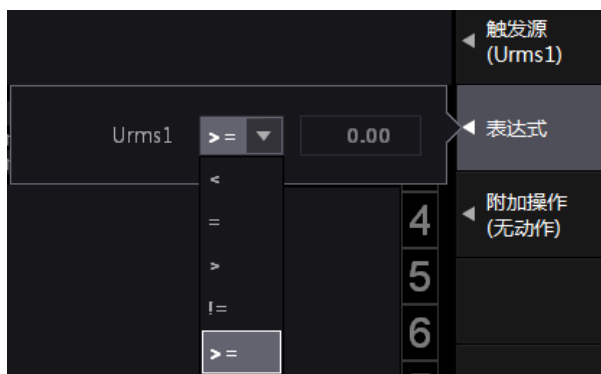 触发源
(Urms1)
Urms1 >= 0.00
表达式
<
=
>
!=
>=
附加操作
(无动作)
4
5
6